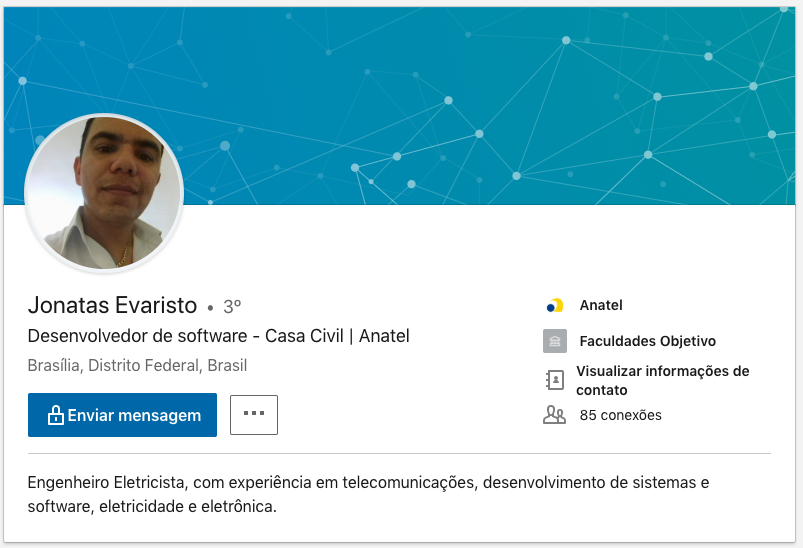 Jonatas Evaristo • 3º
Desenvolvedor de software - Casa Civil | Anatel
Brasília, Distrito Federal, Brasil
Enviar mensagem
Anatel
Faculdades Objetivo
Visualizar informações de
contato
85 conexões
Engenheiro Eletricista, com experiência em telecomunicações, desenvolvimento de sistemas e
software, eletricidade e eletrônica.